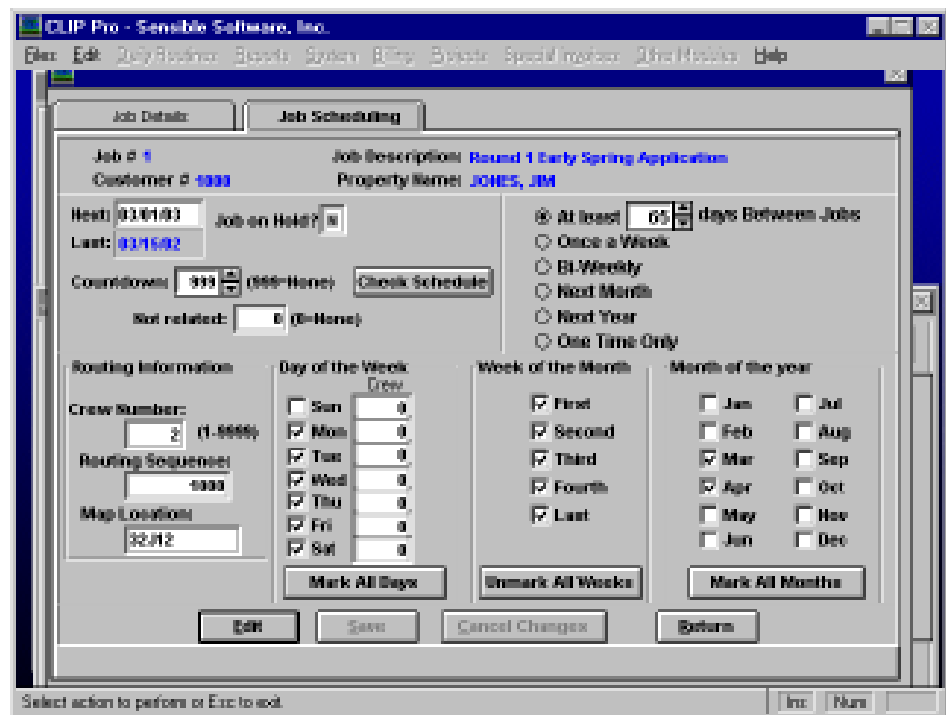 CLIP Pro - Sensible Software, Inc.
Files Edit Daily Routines Reports System Billing Projects Special Invoices Other Modules Help
Job Details Job Scheduling
Job # 1 Job Description: Round 1 Early Spring Application
Customer # 1000 Property Name: JONES, JIM
Next: 03/01/03 Job on Hold? N
Last: 03/15/02
Countdown: 999 (999=None) Check Schedule
Not related: 0 (0=None)
At least 65 days Between Jobs
Once a Week
Bi-Weekly
Next Month
Next Year
One Time Only
Routing Information
Crew Number:
2 (1-9999)
Routing Sequence:
1000
Map Location:
32J12
Day of the Week
Crew
Sun 0
Mon 0
Tue 0
Wed 0
Thu 0
Fri 0
Sat 0
Mark All Days
Week of the Month
First
Second
Third
Fourth
Last
Unmark All Weeks
Month of the year
Jan Jul
Feb Aug
Mar Sep
Apr Oct
May Nov
Jun Dec
Mark All Months
Edit Save Cancel Changes Return
Select action to perform or Esc to exit. Ins Num